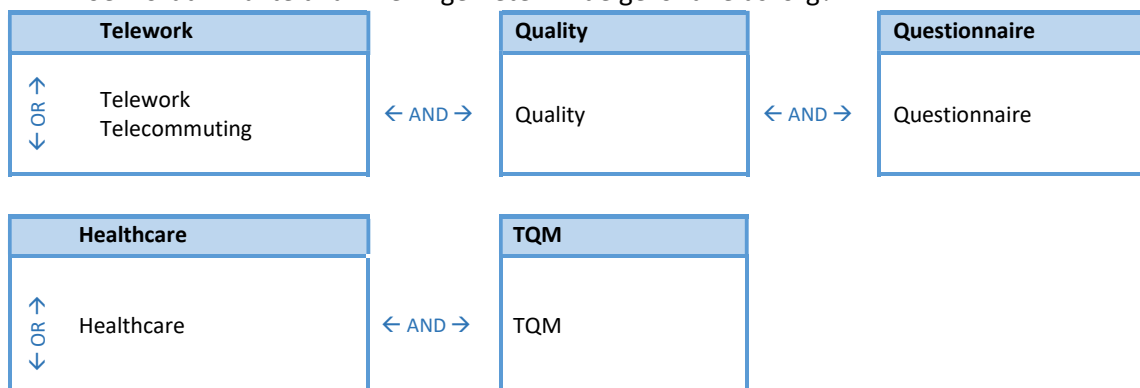 Telework Quality Questionnaire
↓ OR ↑ Telework ← AND → Quality ← AND → Questionnaire
Telecommuting
Healthcare TQM
↓ OR ↑ Healthcare ← AND → TQM